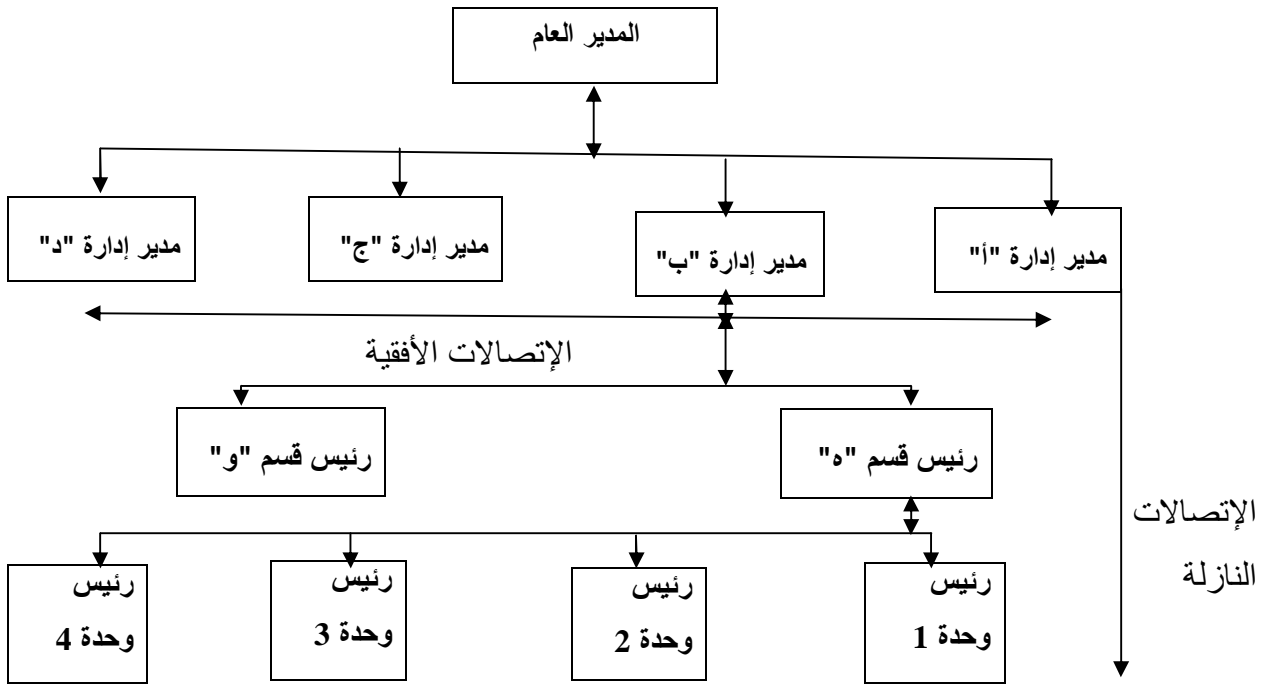 المدير العام
مدير إدارة "أ"
مدير إدارة "ب"
مدير إدارة "ج"
مدير إدارة "د"
الإتصالات الأفقية
رئيس قسم "ه"
رئيس قسم "و"
الإتصالات
النازلة
رئيس
وحدة 1
رئيس
وحدة 2
رئيس
وحدة 3
رئيس
وحدة 4